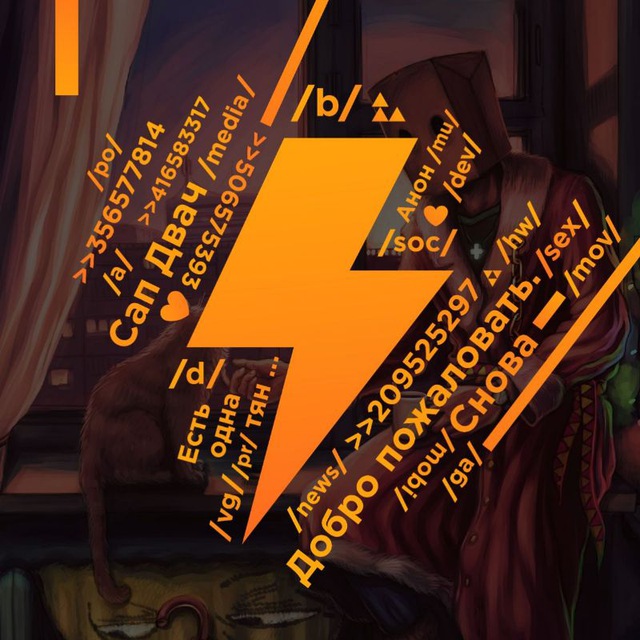 /b/
/po/
>>356577814
/a/
>>416583317
Сап Двач
/media/
>>506575393
Анон /mu/
/dev/
/soc/
/d/
Есть
одна
тян ...
/vg/ /pr/
/news/ >>209525297 /hw/
Добро пожаловать. /sex/
/!qom/ Снова /mov/
/ga/